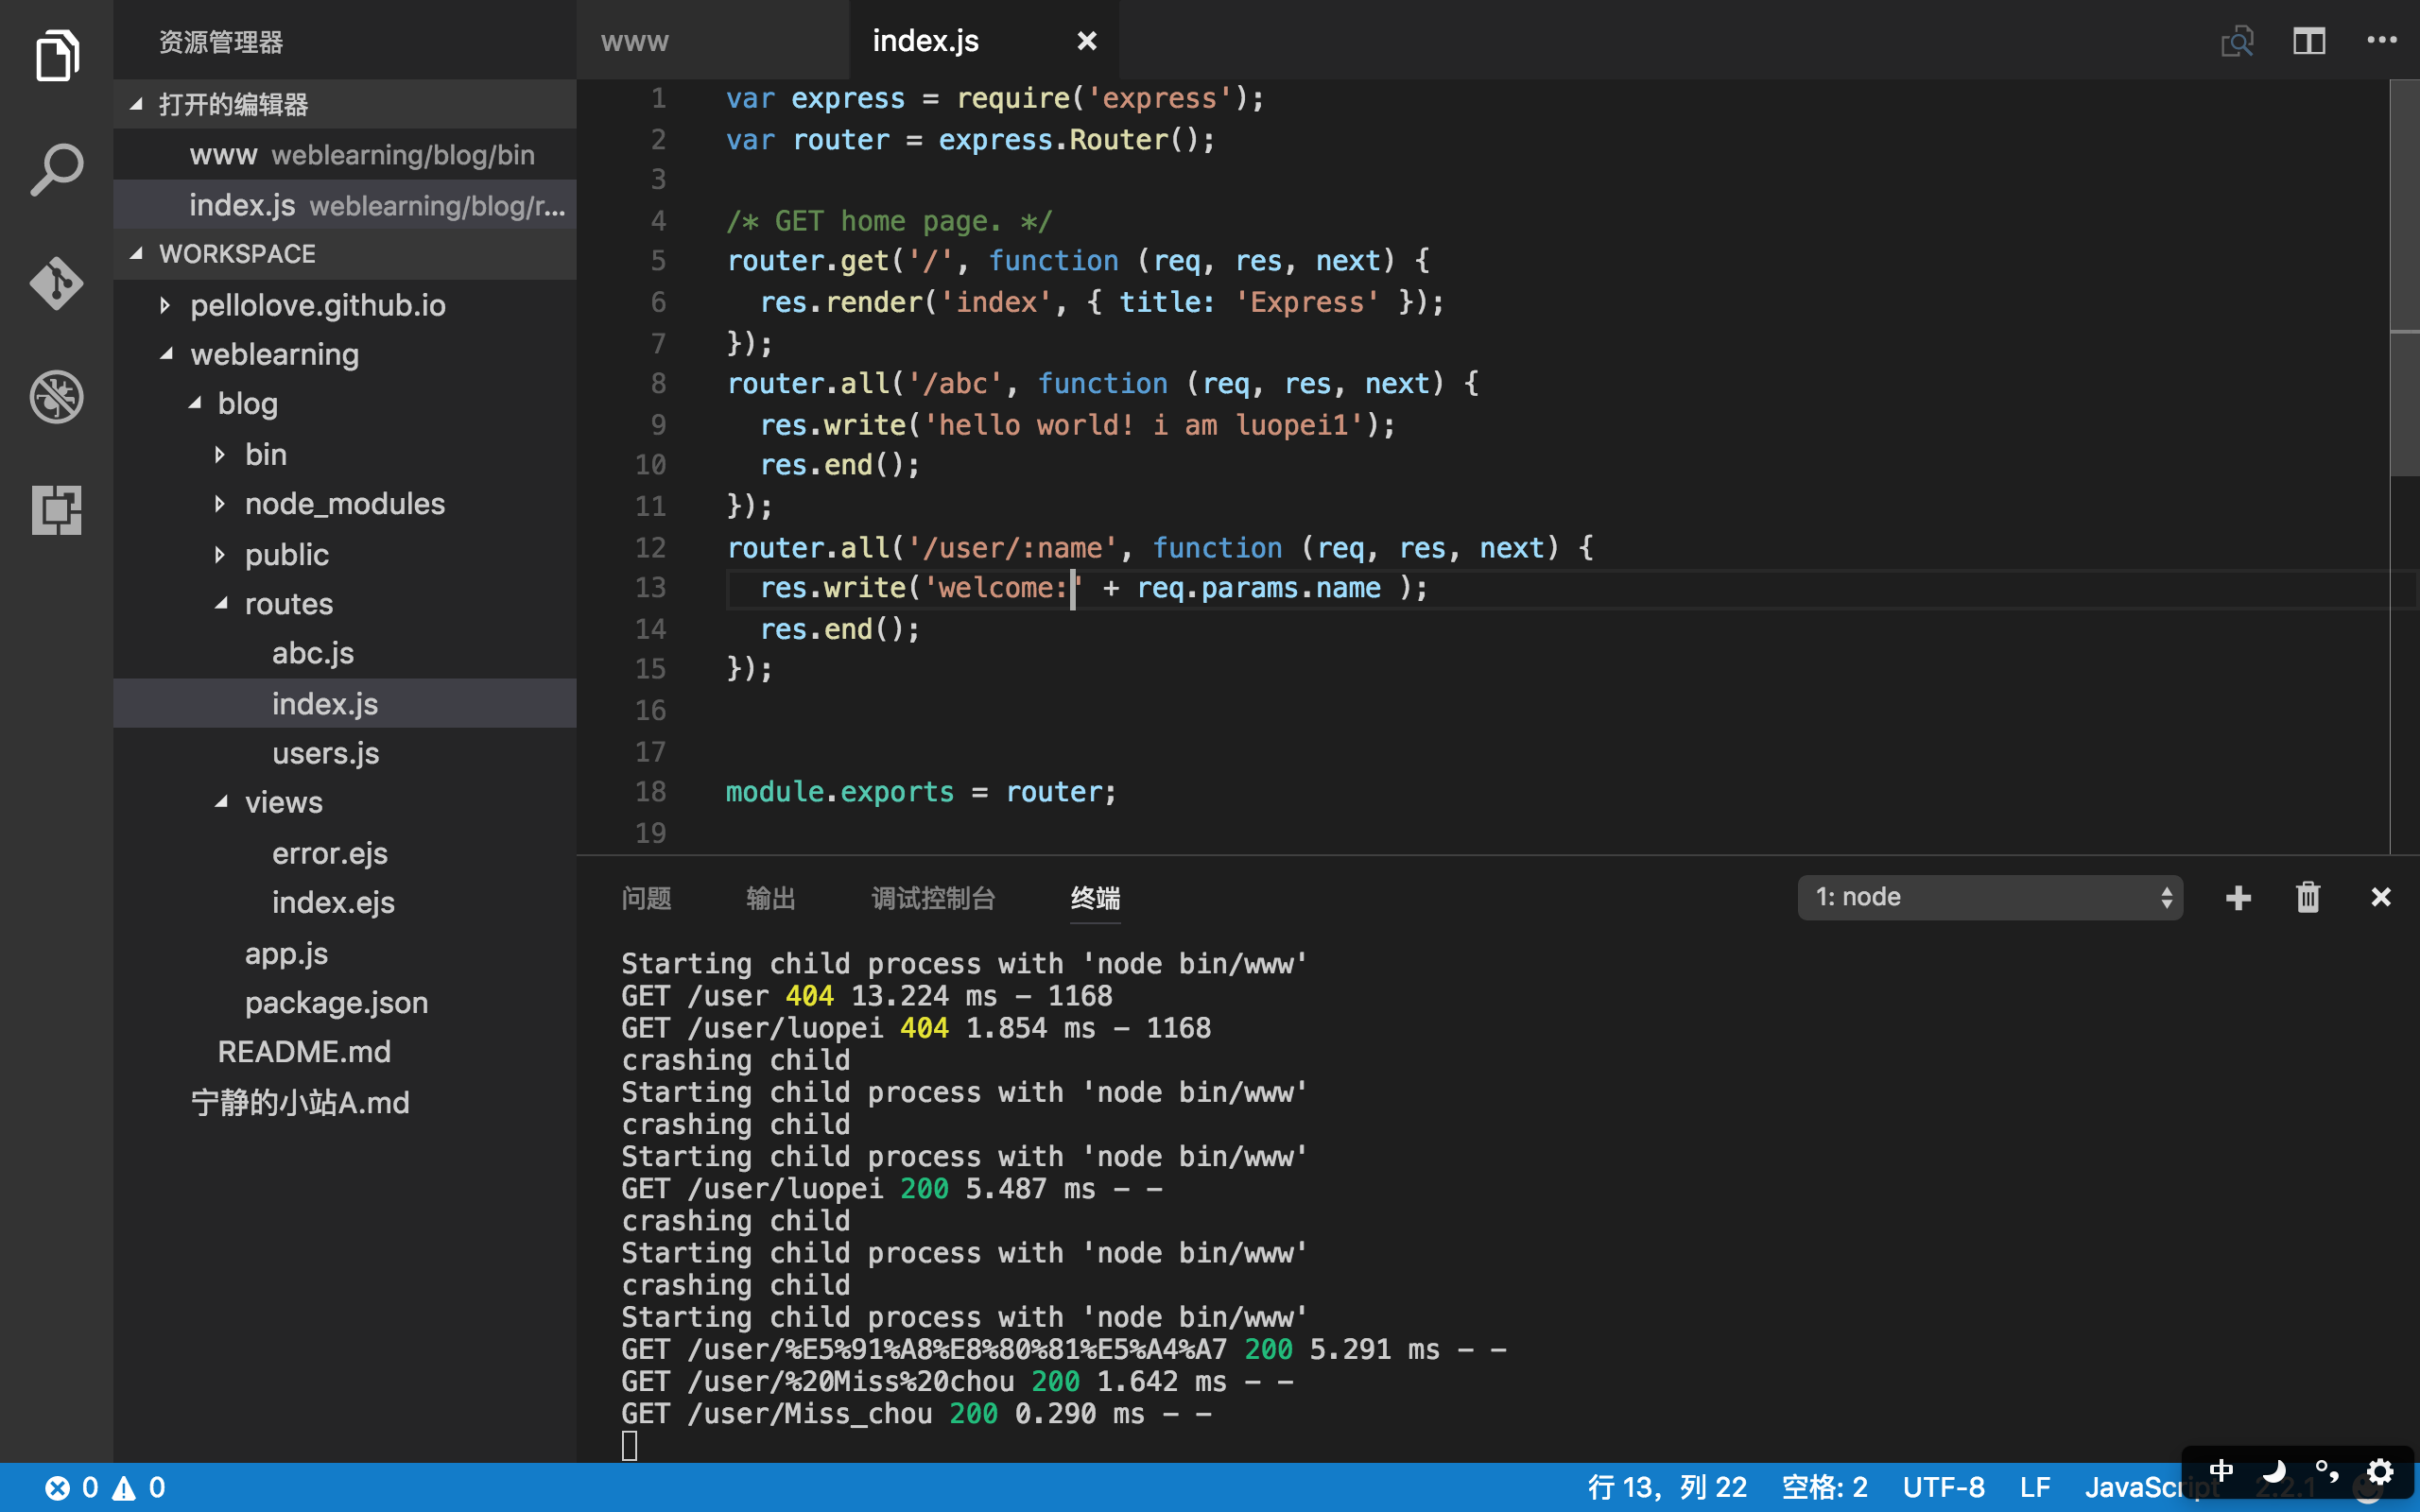 资源管理器
打开的编辑器
www weblearning/blog/bin
index.js weblearning/blog/r...
WORKSPACE
pellolove.github.io
weblearning
blog
bin
node_modules
public
routes
abc.js
index.js
users.js
views
error.ejs
index.ejs
app.js
package.json
README.md
宁静的小站A.md
www
index.js
1 var express = require('express');
2 var router = express.Router();
3
4 /* GET home page. */
5 router.get('/', function (req, res, next) {
6 res.render('index', { title: 'Express' });
7 });
8 router.all('/abc', function (req, res, next) {
9 res.write('hello world! i am luopei1');
10 res.end();
11 });
12 router.all('/user/:name', function (req, res, next) {
13 res.write('welcome:' + req.params.name );
14 res.end();
15 });
16
17
18 module.exports = router;
19
问题 输出 调试控制台 终端 1: node
Starting child process with 'node bin/www'
GET /user 404 13.224 ms - 1168
GET /user/luopei 404 1.854 ms - 1168
crashing child
Starting child process with 'node bin/www'
crashing child
Starting child process with 'node bin/www'
GET /user/luopei 200 5.487 ms - -
crashing child
Starting child process with 'node bin/www'
crashing child
Starting child process with 'node bin/www'
GET /user/%E5%91%A8%E8%80%81%E5%A4%A7 200 5.291 ms - -
GET /user/%20Miss%20chou 200 1.642 ms - -
GET /user/Miss_chou 200 0.290 ms - -
0 0 行 13，列 22 空格: 2 UTF-8 LF JavaScript 2.2.1
中